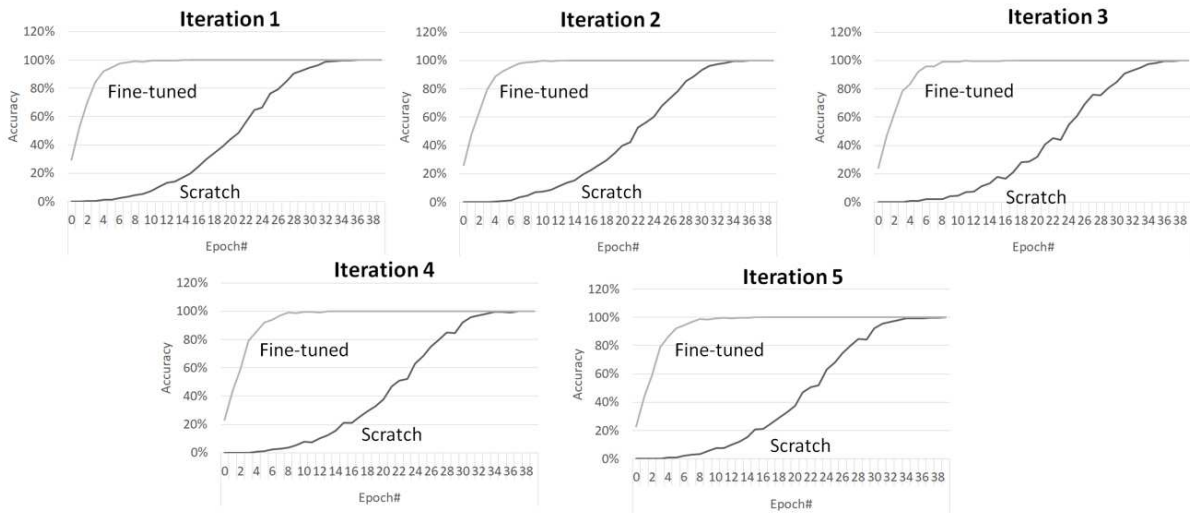 Iteration 1
120%
100%
80%
60%
40%
20%
0%
Accuracy
Fine-tuned
Scratch
0 2 4 6 8 10 12 14 16 18 20 22 24 26 28 30 32 34 36 38
Epoch#
Iteration 2
120%
100%
80%
60%
40%
20%
0%
Accuracy
Fine-tuned
Scratch
0 2 4 6 8 10 12 14 16 18 20 22 24 26 28 30 32 34 36 38
Epoch#
Iteration 3
120%
100%
80%
60%
40%
20%
0%
Accuracy
Fine-tuned
Scratch
0 2 4 6 8 10 12 14 16 18 20 22 24 26 28 30 32 34 36 38
Epoch#
Iteration 4
120%
100%
80%
60%
40%
20%
0%
Accuracy
Fine-tuned
Scratch
0 2 4 6 8 10 12 14 16 18 20 22 24 26 28 30 32 34 36 38
Epoch#
Iteration 5
120%
100%
80%
60%
40%
20%
0%
Accuracy
Fine-tuned
Scratch
0 2 4 6 8 10 12 14 16 18 20 22 24 26 28 30 32 34 36 38
Epoch#